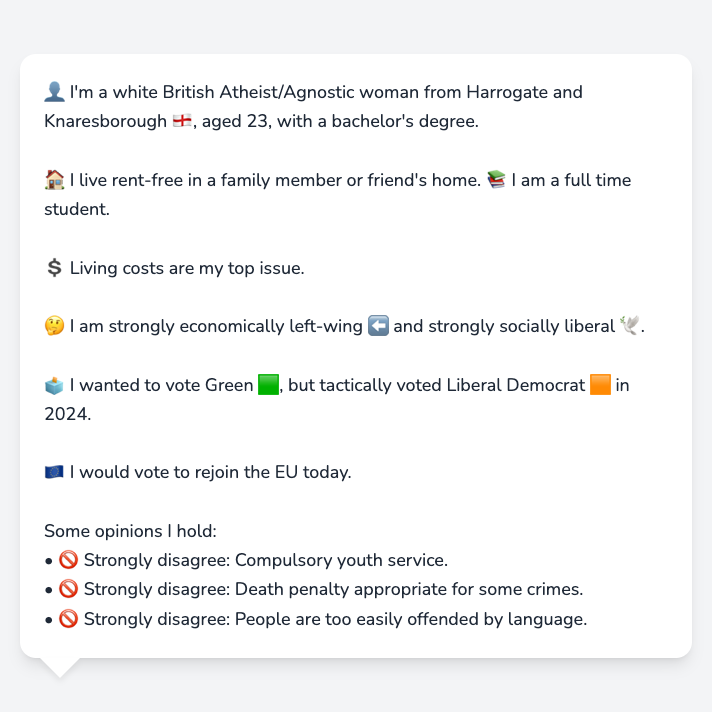 👤 I'm a white British Atheist/Agnostic woman from Harrogate and
Knaresborough 🏴󠁧󠁢󠁥󠁮󠁧󠁿, aged 23, with a bachelor's degree.
🏠 I live rent-free in a family member or friend's home. 📚 I am a full time
student.
💲 Living costs are my top issue.
🤔 I am strongly economically left-wing ⬅️ and strongly socially liberal 🕊️.
🗳️ I wanted to vote Green 🟩, but tactically voted Liberal Democrat 🟧 in
2024.
🇪🇺 I would vote to rejoin the EU today.
Some opinions I hold:
• 🚫 Strongly disagree: Compulsory youth service.
• 🚫 Strongly disagree: Death penalty appropriate for some crimes.
• 🚫 Strongly disagree: People are too easily offended by language.